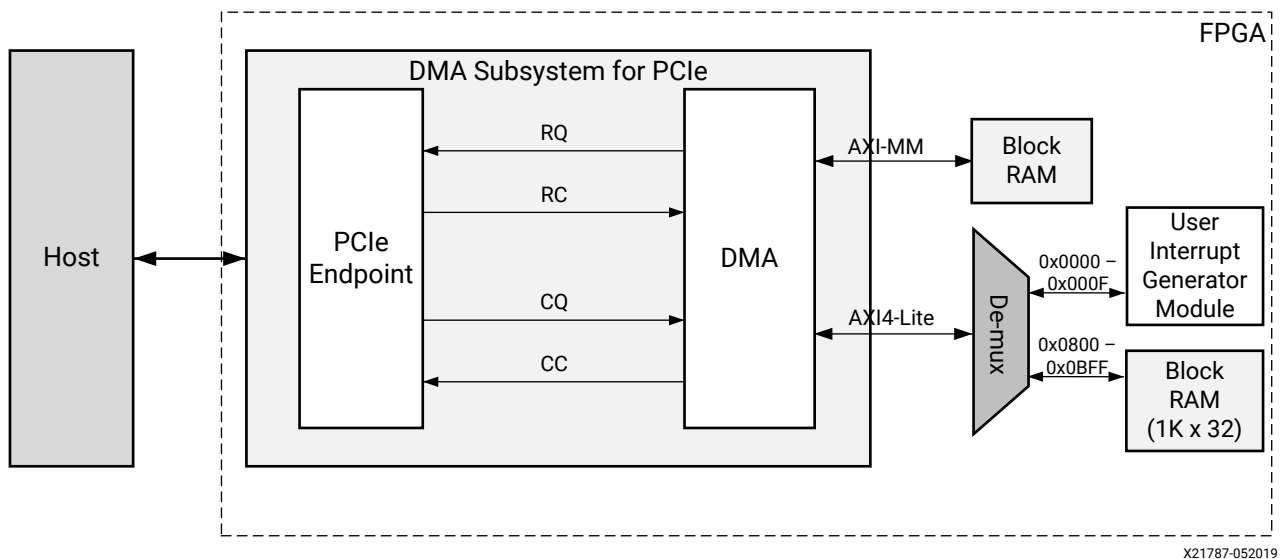 FPGA
DMA Subsystem for PCIe
Host
PCIe
Endpoint
RQ
RC
CQ
CC
DMA
AXI-MM
Block
RAM
AXI4-Lite
De-mux
0x0000 –
0x000F
User
Interrupt
Generator
Module
0x0800 –
0x0BFF
Block
RAM
(1K x 32)
X21787-052019